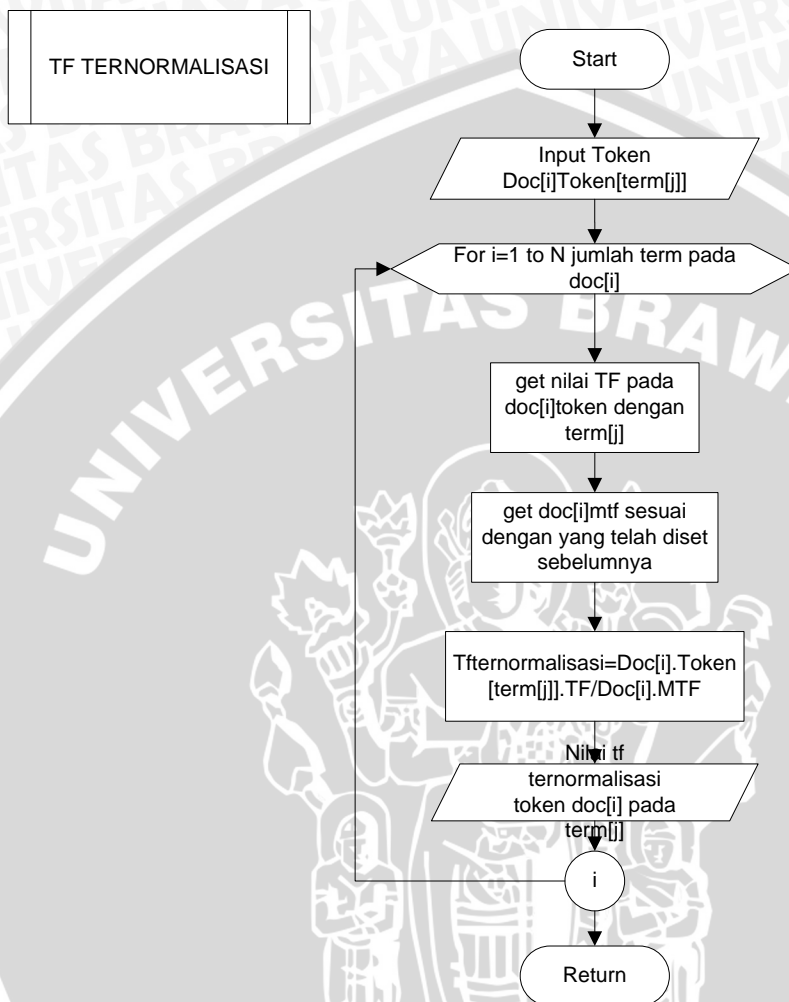 TF TERNORMALISASI
Start
Input Token
Doc[i]Token[term[j]]
For i=1 to N jumlah term pada
doc[i]
get nilai TF pada
doc[i]token dengan
term[j]
get doc[i]mtf sesuai
dengan yang telah diset
sebelumnya
Tfternormalisasi=Doc[i].Token
[term[j]].TF/Doc[i].MTF
Nilai tf
ternormalisasi
token doc[i] pada
term[j]
i
Return
UNIVERSITAS BRAW